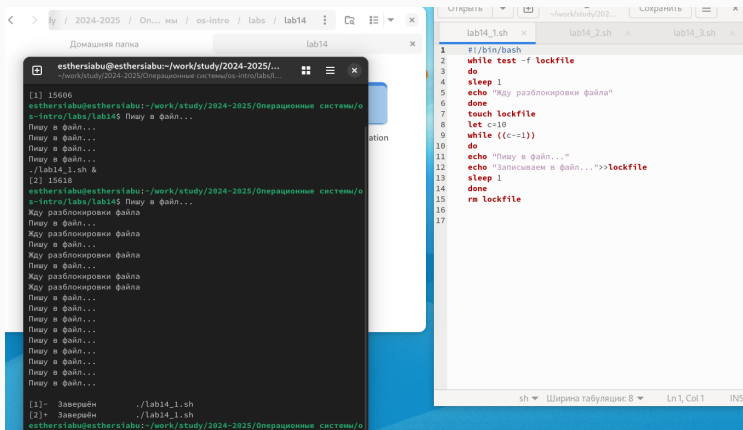 ly / 2024-2025 / Оп... мы / os-intro / labs / lab14
Домашняя папка
lab14
ation
esthersiabu@esthersiabu:~/work/study/2024-2025/...
~/work/study/2024-2025/Операционные системы/os-intro/labs/l...
[1] 15606
esthersiabu@esthersiabu:~/work/study/2024-2025/Операционные системы/o
s-intro/labs/lab14$ Пишу в файл...
Пишу в файл...
Пишу в файл...
Пишу в файл...
Пишу в файл...
./lab14_1.sh &
[2] 15618
esthersiabu@esthersiabu:~/work/study/2024-2025/Операционные системы/o
s-intro/labs/lab14$ Пишу в файл...
Жду разблокировки файла
Пишу в файл...
Жду разблокировки файла
Пишу в файл...
Жду разблокировки файла
Пишу в файл...
Жду разблокировки файла
Жду разблокировки файла
Пишу в файл...
Пишу в файл...
Пишу в файл...
Пишу в файл...
Пишу в файл...
Пишу в файл...
Пишу в файл...
Пишу в файл...
Пишу в файл...
[1]- Завершён ./lab14_1.sh
[2]+ Завершён ./lab14_1.sh
esthersiabu@esthersiabu:~/work/study/2024-2025/Операционные системы/o
Открыть
~/work/study/202...
Сохранить
lab14_1.sh
lab14_2.sh
lab14_3.sh
1 #!/bin/bash
2 while test -f lockfile
3 do
4 sleep 1
5 echo "Жду разблокировки файла"
6 done
7 touch lockfile
8 let c=10
9 while ((c-=1))
10 do
11 echo "Пишу в файл..."
12 echo "Записываем в файл...">>lockfile
13 sleep 1
14 done
15 rm lockfile
16
17
sh
Ширина табуляции: 8
Ln 1, Col 1
INS